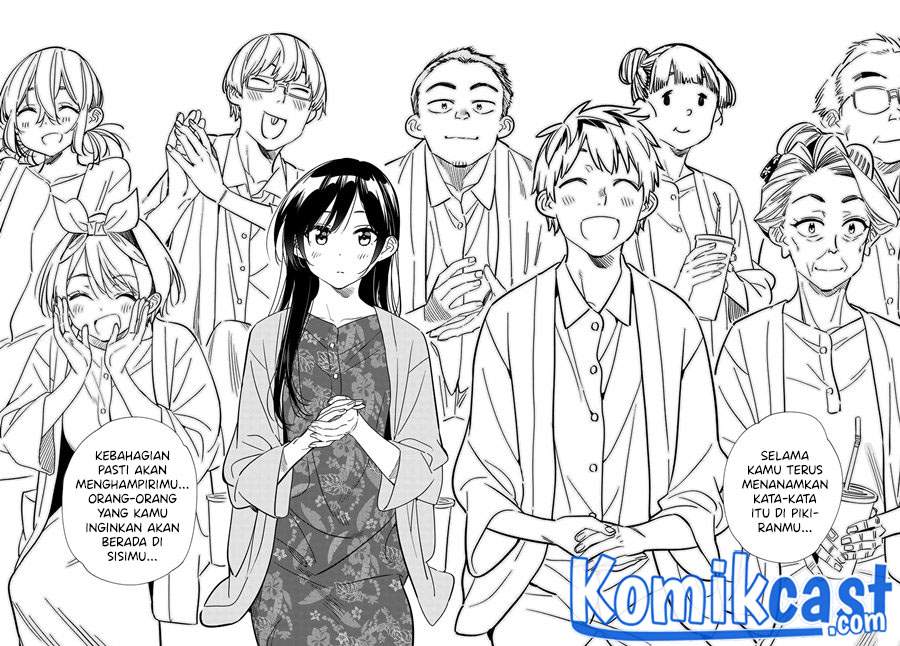 SELAMA
KAMU TERUS
MENANAMKAN
KATA-KATA
ITU DI PIKI-
RANMU...
KEBAHAGIAN
PASTI AKAN
MENGHAMPIRIMU...
ORANG-ORANG
YANG KAMU
INGINKAN AKAN
BERADA DI
SISIMU...
Komikcast
.com